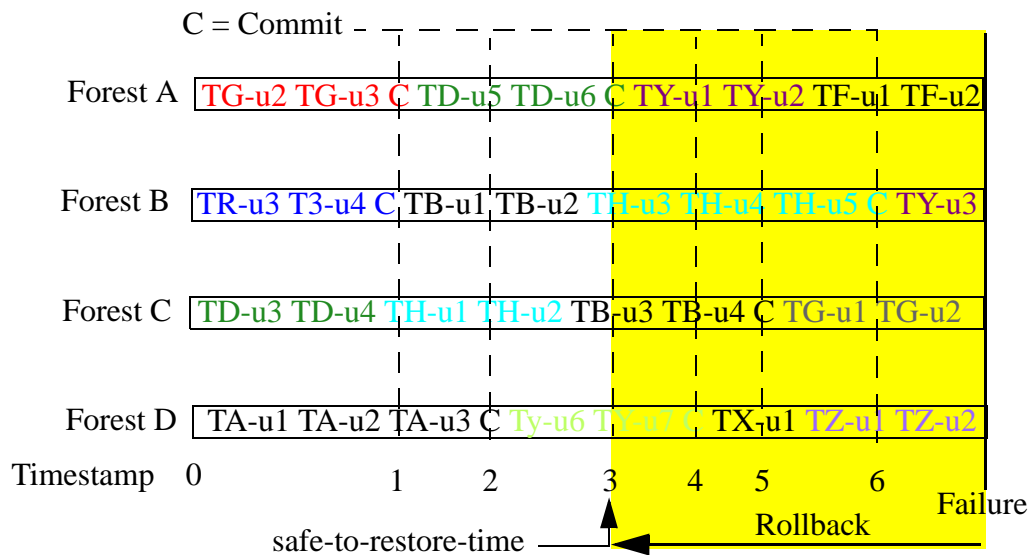 C = Commit
Forest A TG-u2 TG-u3 C TD-u5 TD-u6 C TY-u1 TY-u2 TF-u1 TF-u2
Forest B TR-u3 T3-u4 C TB-u1 TB-u2 TH-u3 TH-u4 TH-u5 C TY-u3
Forest C TD-u3 TD-u4 TH-u1 TH-u2 TB-u3 TB-u4 C TG-u1 TG-u2
Forest D TA-u1 TA-u2 TA-u3 C Ty-u6 TY-u7 C TX-u1 TZ-u1 TZ-u2
Timestamp 0 1 2 3 4 5 6
Failure
safe-to-restore-time Rollback